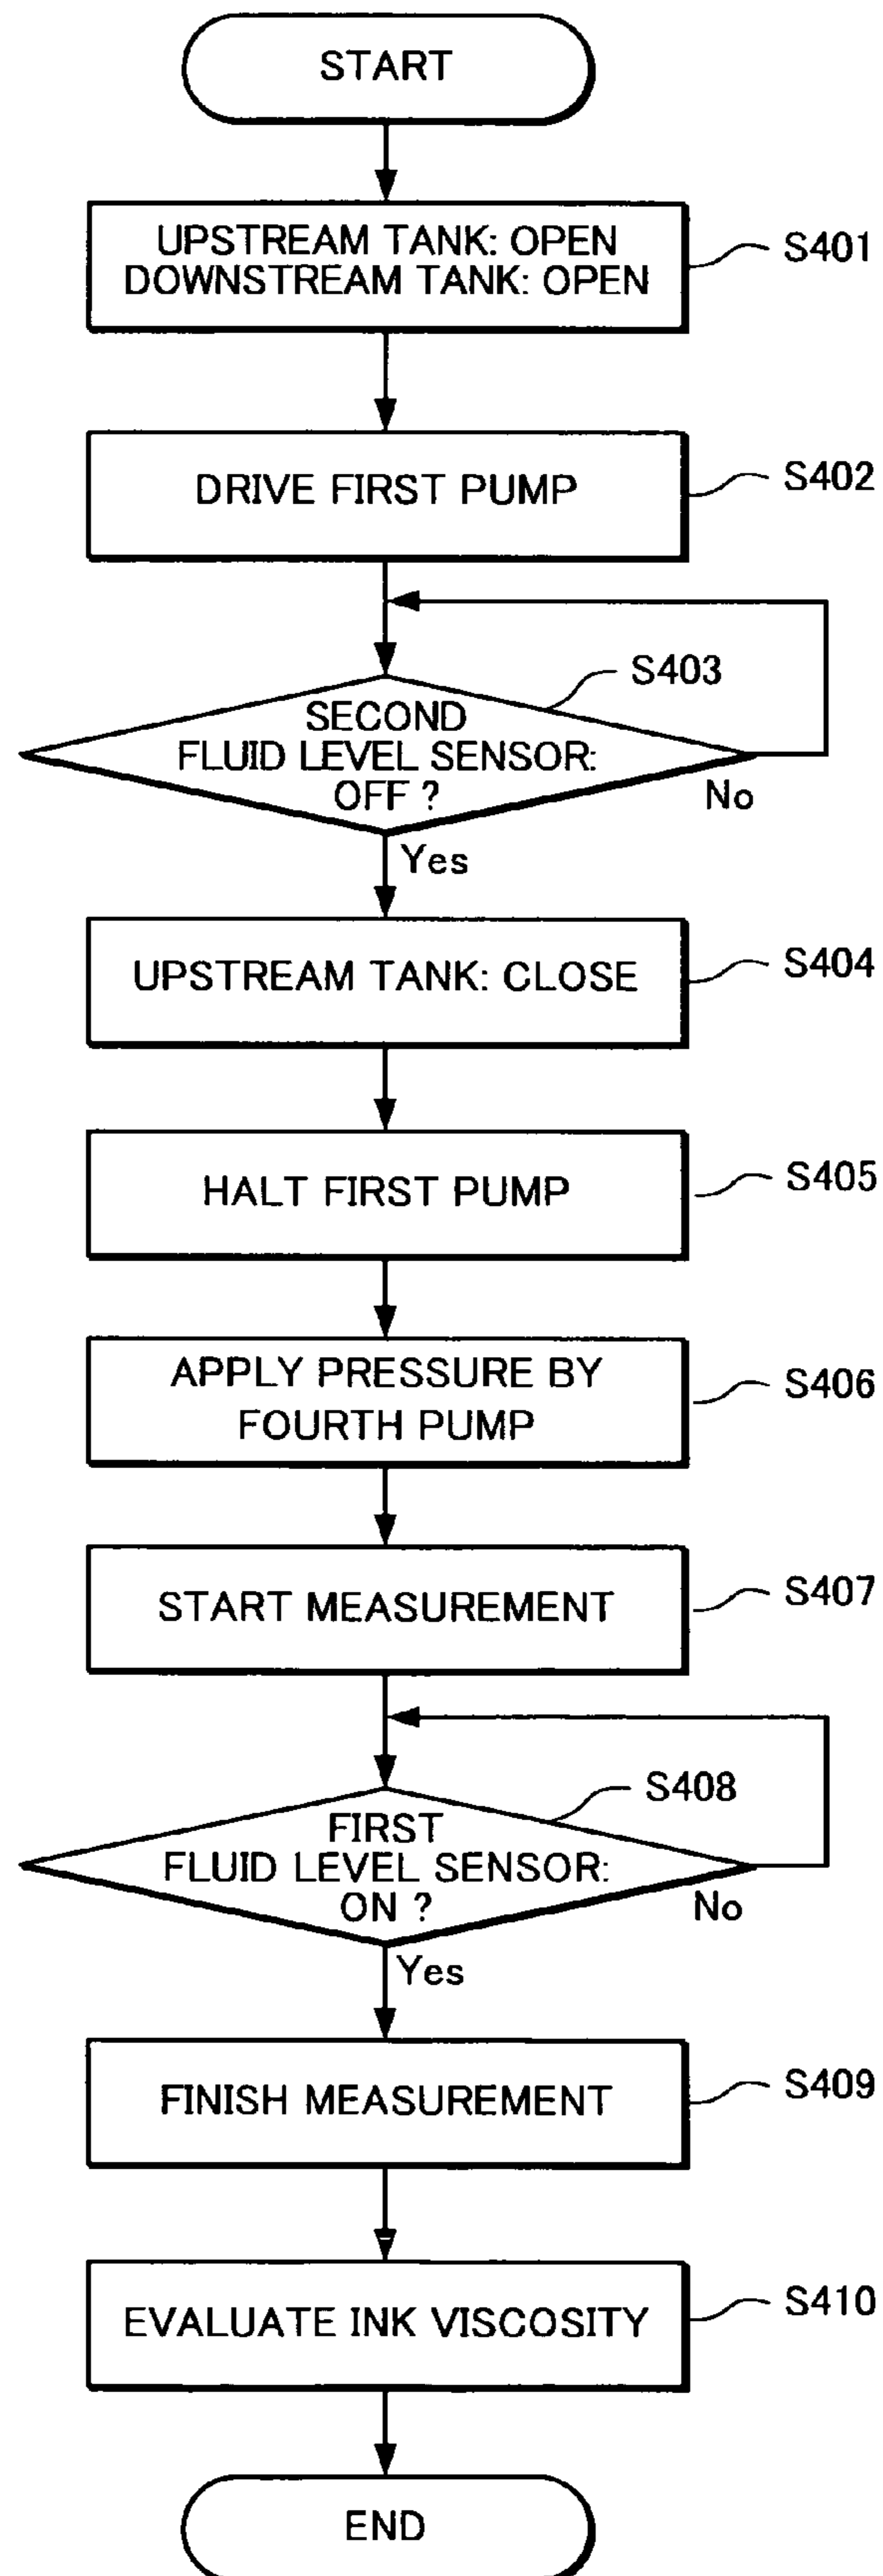 START
UPSTREAM TANK: OPEN
DOWNSTREAM TANK: OPEN
S401
DRIVE FIRST PUMP
S402
S403
SECOND
FLUID LEVEL SENSOR:
OFF ?
No
Yes
UPSTREAM TANK: CLOSE
S404
HALT FIRST PUMP
S405
APPLY PRESSURE BY
FOURTH PUMP
S406
START MEASUREMENT
S407
S408
FIRST
FLUID LEVEL SENSOR:
ON ?
No
Yes
FINISH MEASUREMENT
S409
EVALUATE INK VISCOSITY
S410
END